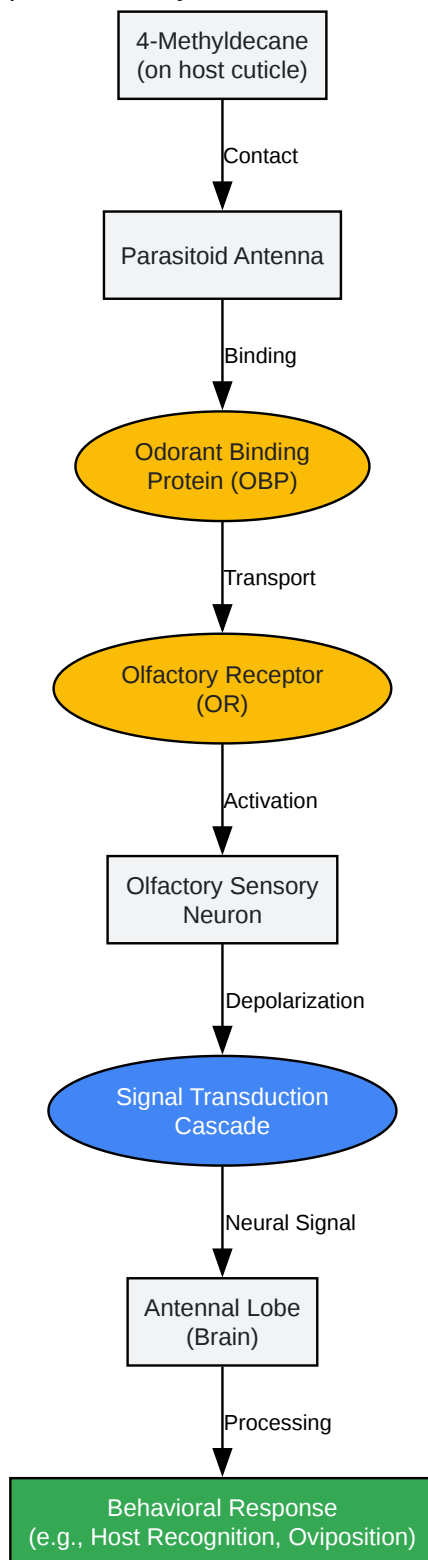 4-Methyldecane
(on host cuticle)
Contact
Parasitoid Antenna
Binding
Odorant Binding
Protein (OBP)
Transport
Olfactory Receptor
(OR)
Activation
Olfactory Sensory
Neuron
Depolarization
Signal Transduction
Cascade
Neural Signal
Antennal Lobe
(Brain)
Processing
Behavioral Response
(e.g., Host Recognition, Oviposition)